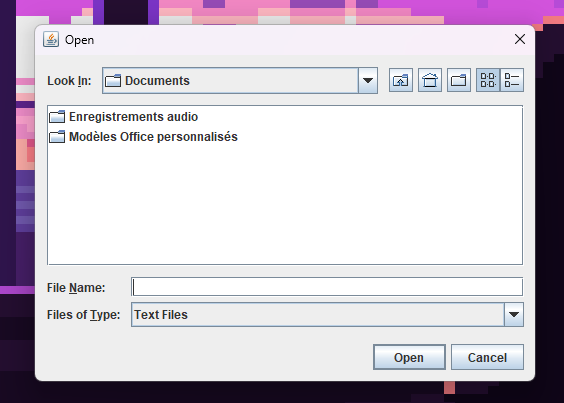 Open
Look In: Documents
Enregistrements audio
Modèles Office personnalisés
File Name:
Files of Type: Text Files
Open Cancel